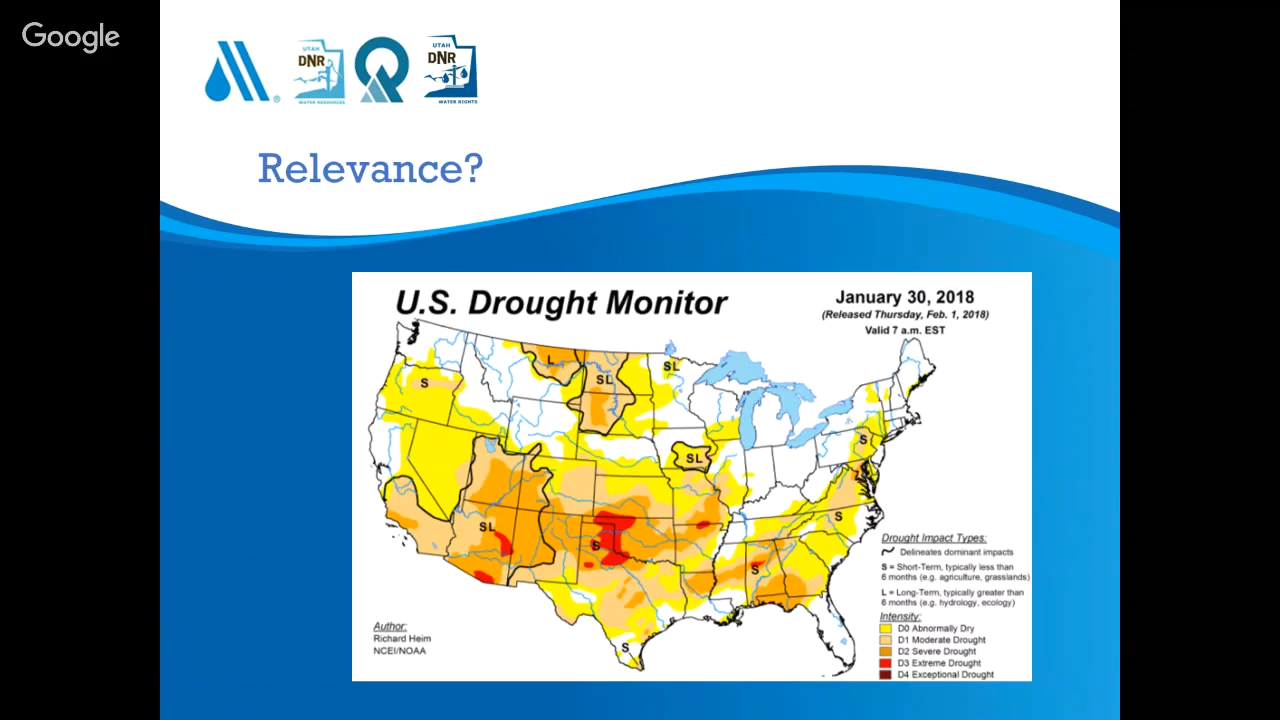 Google
UTAH
DNR
WATER RESOURCES
UTAH
DNR
WATER RIGHTS
Relevance?
U.S. Drought Monitor
January 30, 2018
(Released Thursday, Feb. 1, 2018)
Valid 7 a.m. EST
L
SL
SL
S
S
SL
SL
S
S
S
S
Drought Impact Types:
Delineates dominant impacts
S = Short-Term, typically less than
6 months (e.g. agriculture, grasslands)
L = Long-Term, typically greater than
6 months (e.g. hydrology, ecology)
Intensity:
D0 Abnormally Dry
D1 Moderate Drought
D2 Severe Drought
D3 Extreme Drought
D4 Exceptional Drought
Author:
Richard Heim
NCEI/NOAA